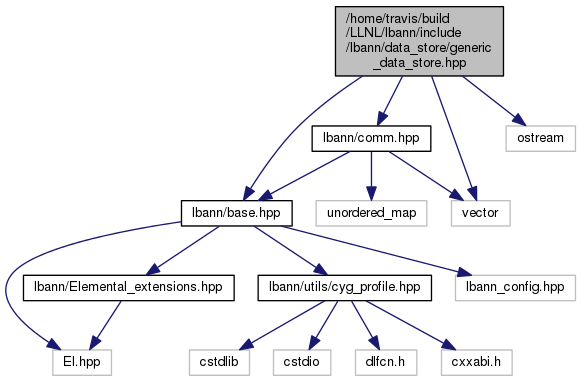 /home/travis/build
/LLNL/lbann/include
/lbann/data_store/generic
_data_store.hpp
lbann/comm.hpp
ostream
lbann/base.hpp
unordered_map
vector
lbann/Elemental_extensions.hpp
lbann/utils/cyg_profile.hpp
lbann_config.hpp
El.hpp
cstdlib
cstdio
dlfcn.h
cxxabi.h